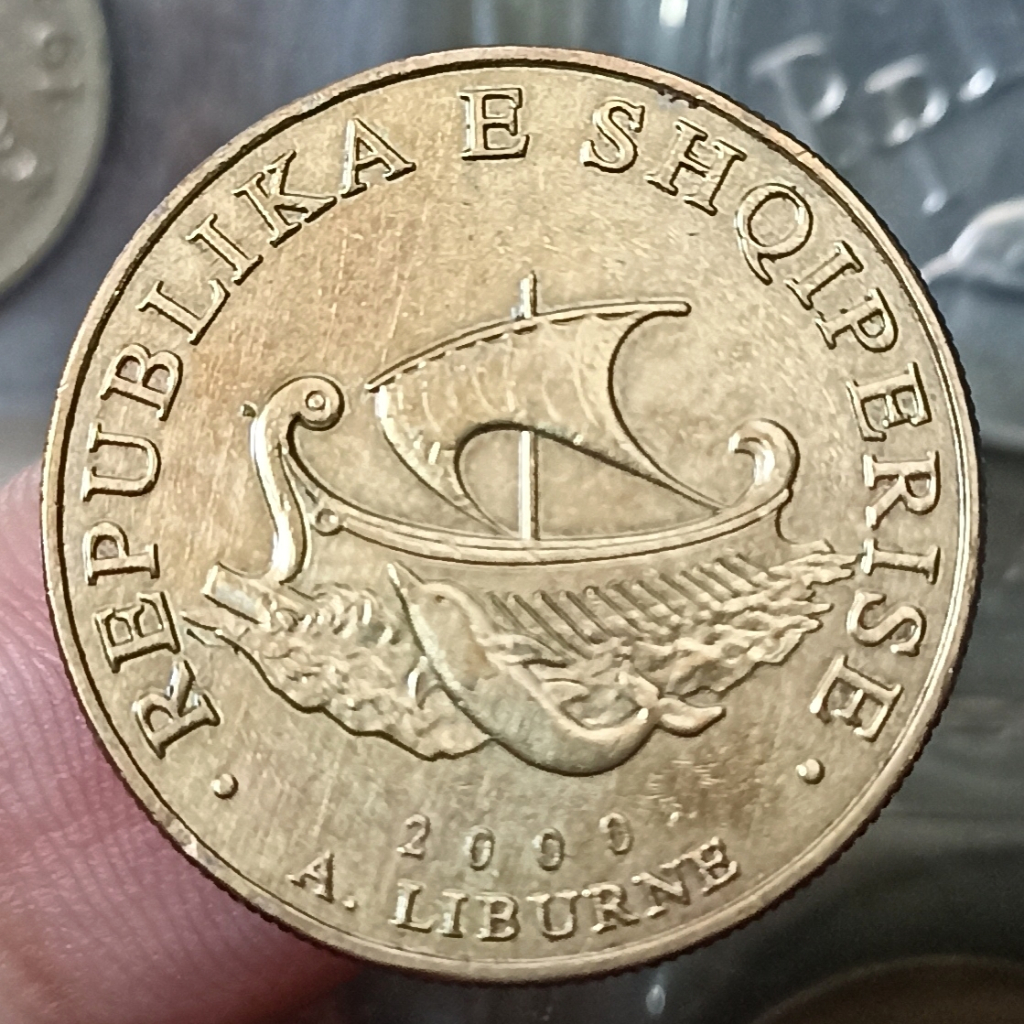 REPUBLIKA E SHQIPERISE
2000
A. LIBURNE